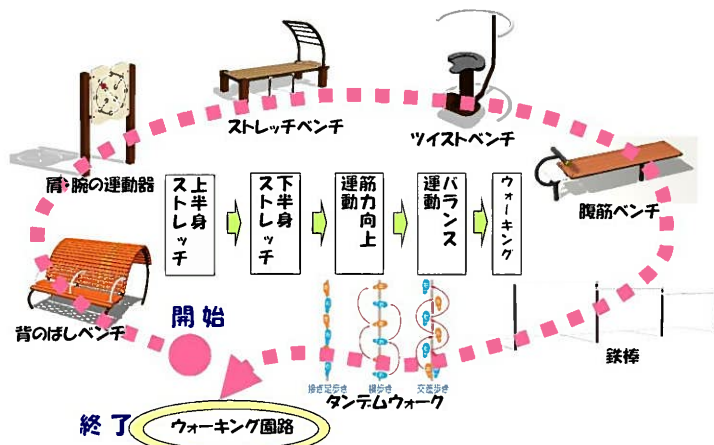 ストレッチベンチ
ツイストベンチ
肩・腕の運動器
腹筋ベンチ
上半身
ストレッチ
下半身
ストレッチ
筋力向上
運動
バランス
運動
ウォーキング
背のばしベンチ
開始
鉄棒
継ぎ足歩き
横歩き
交差歩き
タンデムウォーク
終了
ウォーキング園路